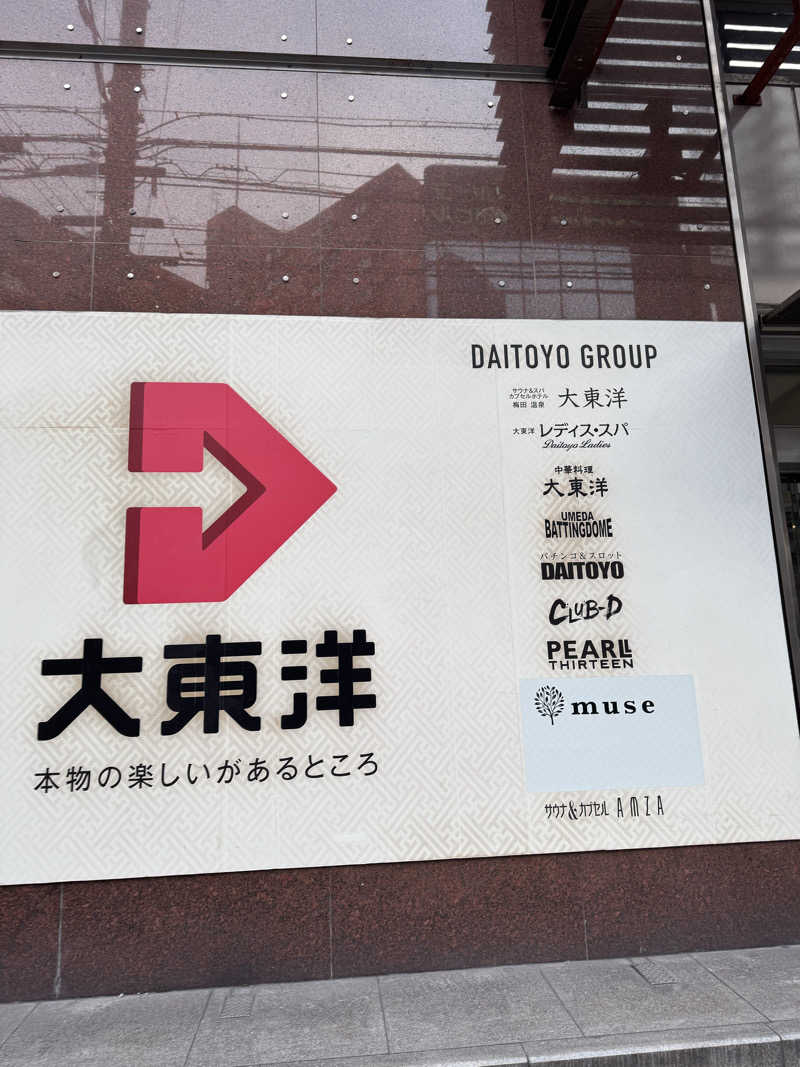 大東洋
本物の楽しいがあるところ
DAITOYO GROUP
サウナ&スパ
カプセルホテル
梅田 温泉
大東洋
大東洋 レディス・スパ
Daitoyo Ladies
中華料理
大東洋
UMEDA
BATTINGDOME
パチンコ&スロット
DAITOYO
CLUB-D
PEARL
THIRTEEN
muse
サウナ&カプセル AMZA